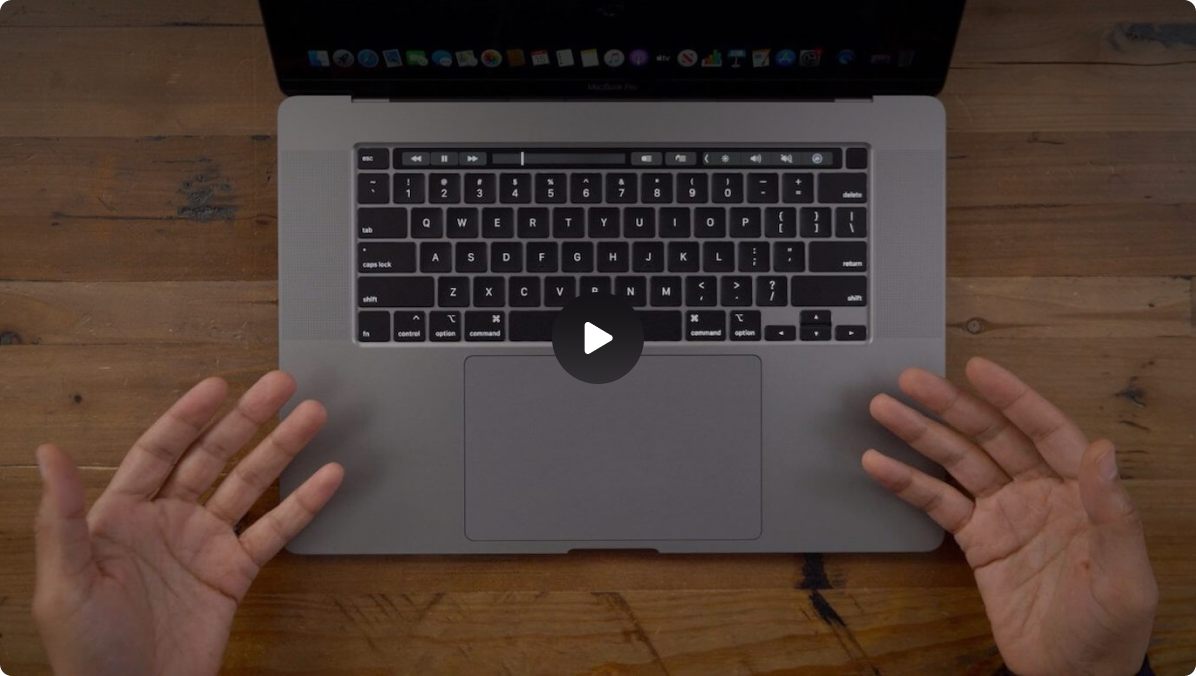 MacBook Pro
esc
~ ! @ # $ % ^ & * ( ) — +
` 1 2 3 4 5 6 7 8 9 0 - = delete
tab Q W E R T Y U I O P { [ } ] | \
caps lock A S D F G H J K L : ; " ' return
shift Z X C V B N M < , > . ? / shift
fn control option command command option